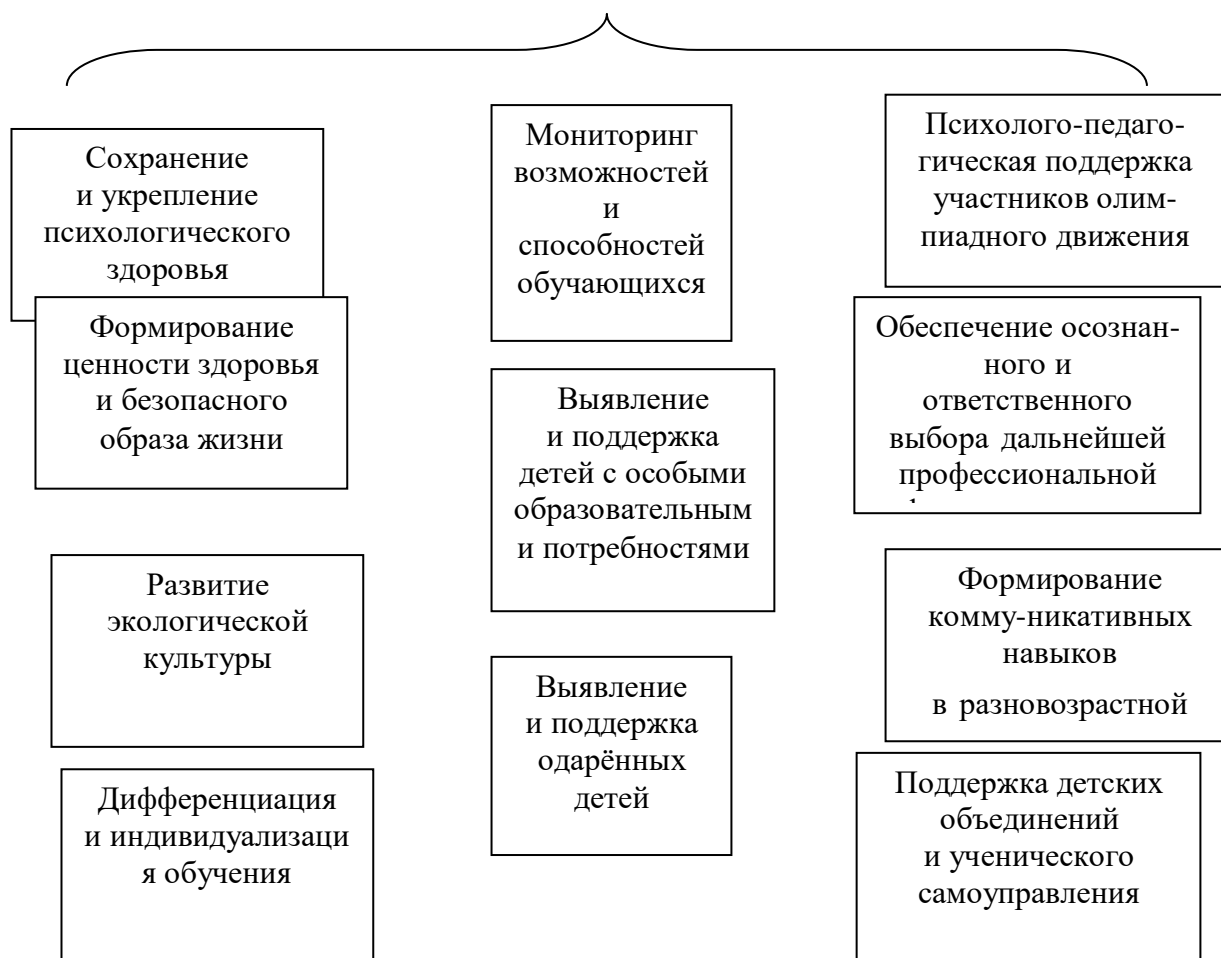 Сохранение
и укрепление
психологического
здоровья
Формирование
ценности здоровья
и безопасного
образа жизни
Развитие
экологической
культуры
Дифференциация
и индивидуализаци
я обучения
Мониторинг
возможностей
и
способностей
обучающихся
Выявление
и поддержка
детей с особыми
образовательным
и потребностями
Выявление
и поддержка
одарённых
детей
Психолого-педаго-
гическая поддержка
участников олим-
пиадного движения
Обеспечение осознан-
ного и
ответственного
выбора дальнейшей
профессиональной
Формирование
комму-никативных
навыков
в разновозрастной
Поддержка детских
объединений
и ученического
самоуправления